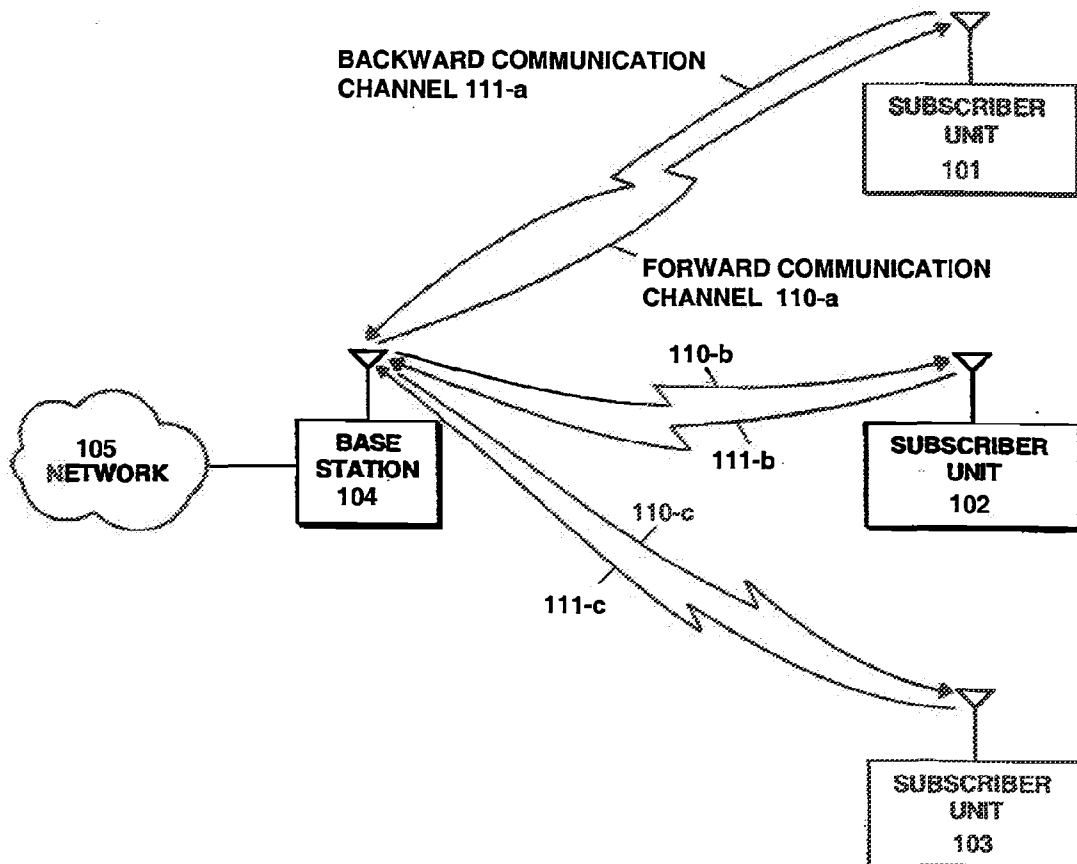 BACKWARD COMMUNICATION
CHANNEL 111-a
SUBSCRIBER
UNIT
101
FORWARD COMMUNICATION
CHANNEL 110-a
110-b
105
NETWORK
BASE
STATION
104
111-b
SUBSCRIBER
UNIT
102
110-c
111-c
SUBSCRIBER
UNIT
103